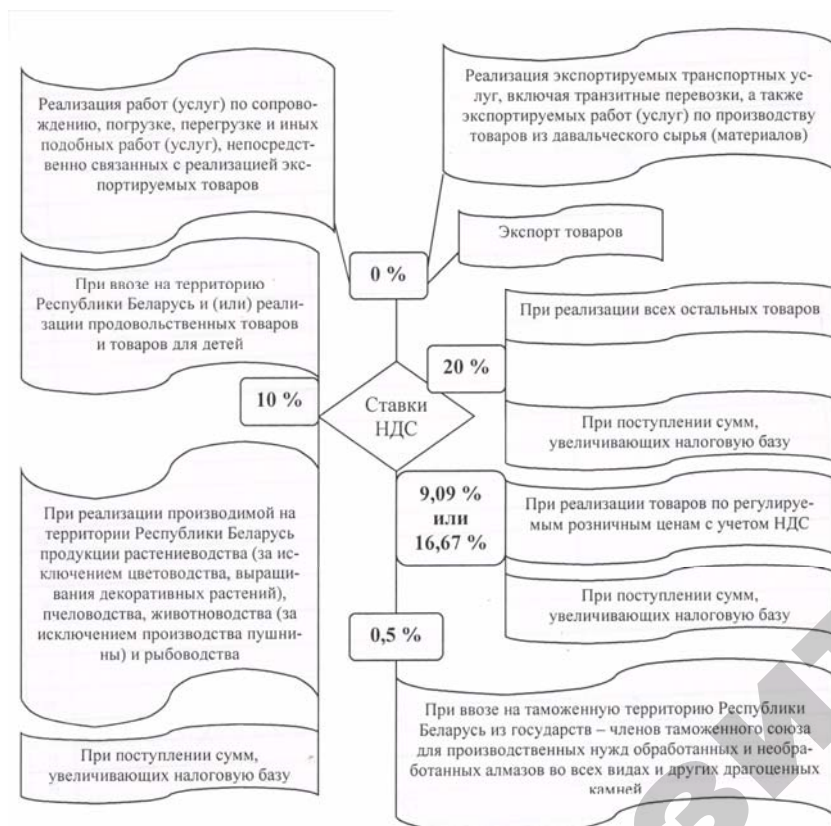 Реализация работ (услуг) по сопрово-
ждению, погрузке, перегрузке и иных
подобных работ (услуг), непосредст-
венно связанных с реализацией экс-
портируемых товаров
Реализация экспортируемых транспортных ус-
луг, включая транзитные перевозки, а также
экспортируемых работ (услуг) по производству
товаров из давальческого сырья (материалов)
Экспорт товаров
0 %
При ввозе на территорию
Республики Беларусь и (или) реали-
зации продовольственных товаров
и товаров для детей
При реализации всех остальных товаров
20 %
10 %
Ставки
НДС
При поступлении сумм,
увеличивающих налоговую базу
9,09 %
или
16,67 %
При реализации товаров по регулируе-
мым розничным ценам с учетом НДС
При реализации производимой на
территории Республики Беларусь
продукции растениеводства (за ис-
ключением цветоводства, выращи-
вания декоративных растений),
пчеловодства, животноводства (за
исключением производства пушни-
ны) и рыбоводства
При поступлении сумм,
увеличивающих налоговую базу
0,5 %
При ввозе на таможенную территорию Республики
Беларусь из государств – членов таможенного союза
для производственных нужд обработанных и необра-
ботанных алмазов во всех видах и других драгоценных
камней
При поступлении сумм,
увеличивающих налоговую базу
ЗИТ